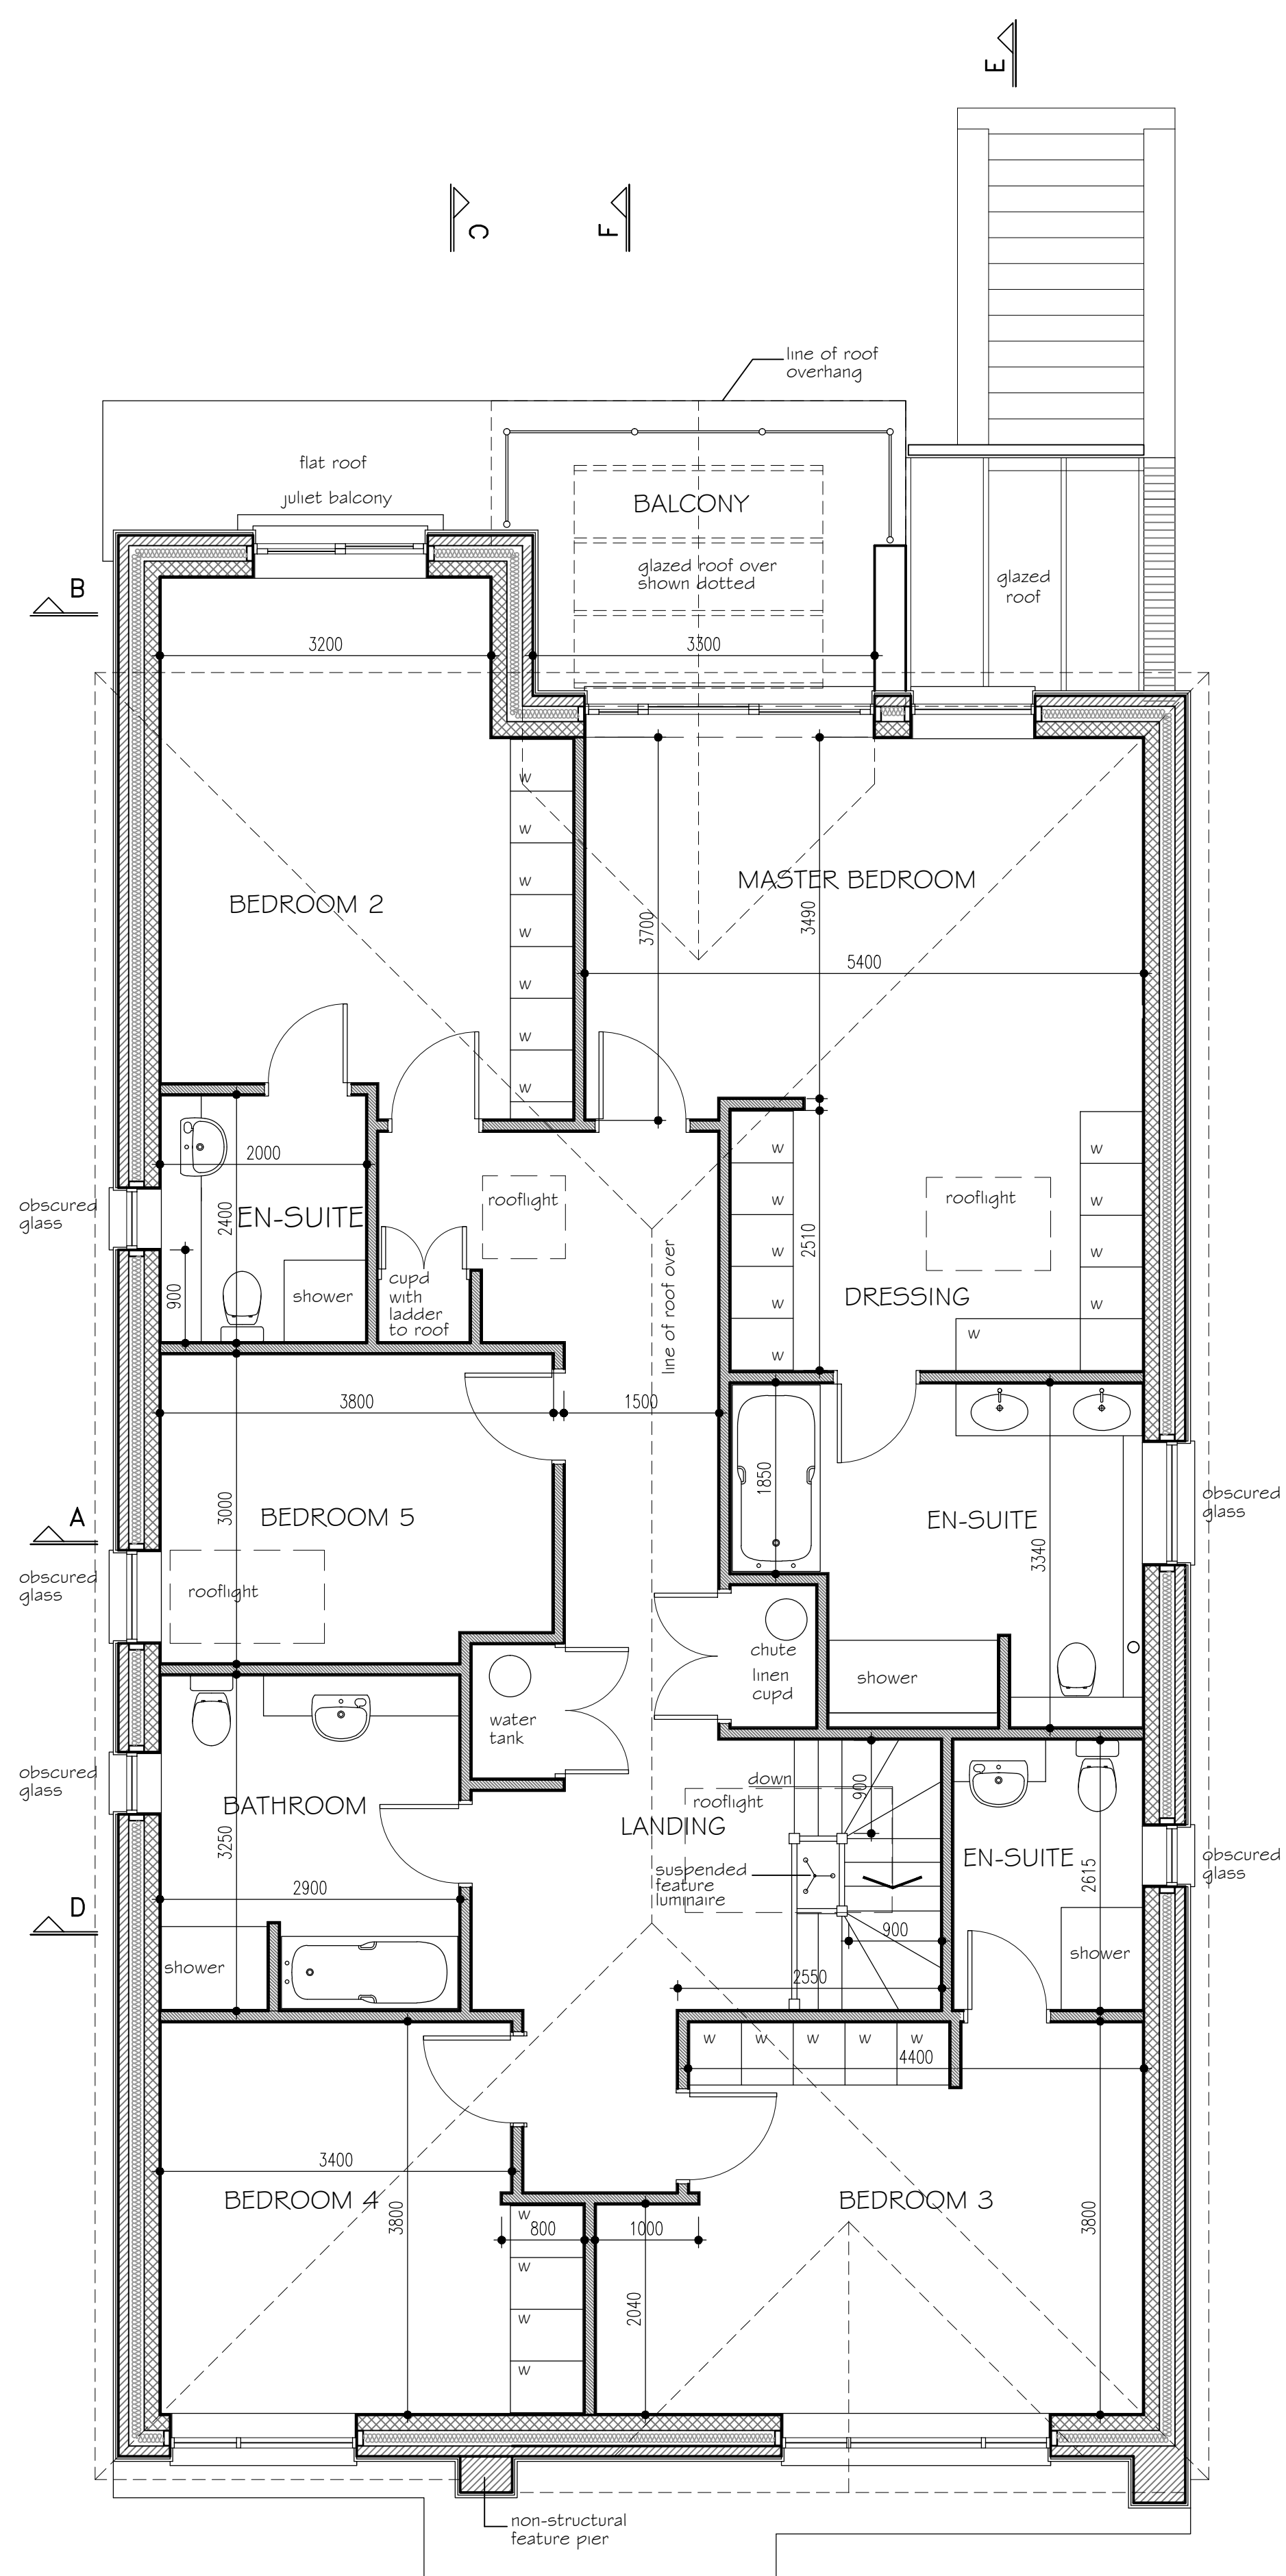 E
C
F
line of roof
overhang
flat roof
juliet balcony
BALCONY
glazed roof over
shown dotted
glazed
roof
B
3200
3300
W
W
W
W
W
W
W
MASTER BEDROOM
BEDROOM 2
3700
3490
5400
obscured
glass
2000
2400
EN-SUITE
900
shower
rooflight
cupd
with
ladder
to roof
line of roof over
W
W
W
W
W
2510
rooflight
W
W
W
W
W
DRESSING
3800
1500
3000
BEDROOM 5
A
obscured
glass
rooflight
1850
EN-SUITE
3340
obscured
glass
chute
linen
cupd
shower
water
tank
obscured
glass
BATHROOM
3250
2900
D
shower
down
rooflight
900
LANDING
suspended
feature
luminaire
900
2550
EN-SUITE
2615
obscured
glass
shower
W
W
W
W
W
4400
3400
BEDROOM 4
3800
W
W
W
W
800
1000
2040
BEDROOM 3
3800
non-structural
feature pier